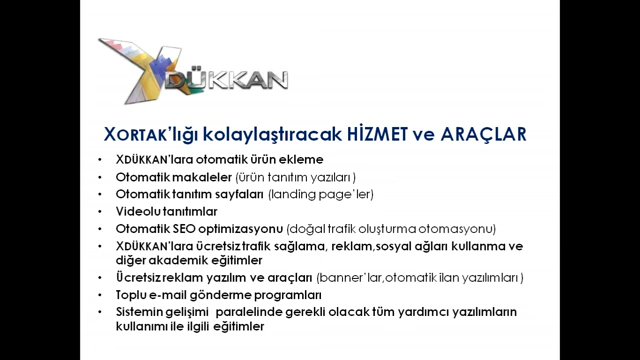 XDÜKKAN
XORTAK'lığı kolaylaştıracak HİZMET ve ARAÇLAR
• XDÜKKAN'lara otomatik ürün ekleme
• Otomatik makaleler (ürün tanıtım yazıları)
• Otomatik tanıtım sayfaları (landing page'ler)
• Videolu tanıtımlar
• Otomatik SEO optimizasyonu (doğal trafik oluşturma otomasyonu)
• XDÜKKAN'lara ücretsiz trafik sağlama, reklam,sosyal ağları kullanma ve
diğer akademik eğitimler
• Ücretsiz reklam yazılım ve araçları (banner'lar,otomatik ilan yazılımları)
• Toplu e-mail gönderme programları
• Sistemin gelişimi paralelinde gerekli olacak tüm yardımcı yazılımların
kullanımı ile ilgili eğitimler